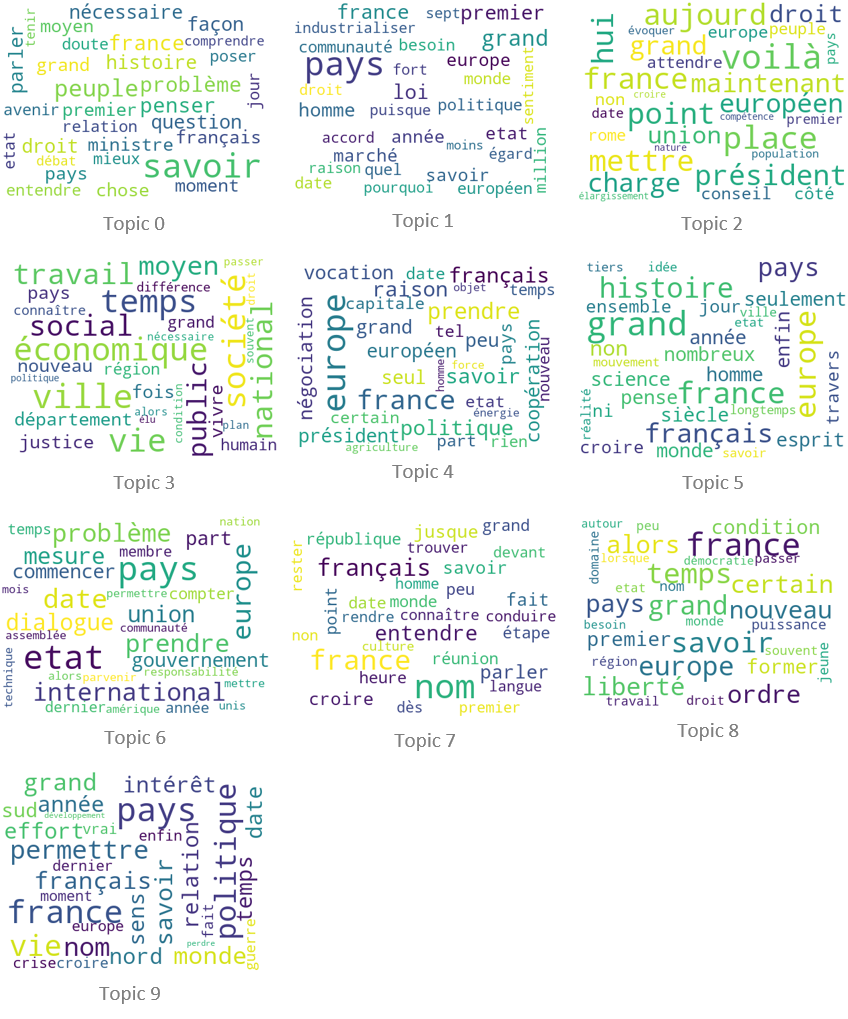 nécessaire
tenir
moyen
façon
doute
france
comprendre
parler
grand
histoire
poser
peuple
problème
jour
avenir
premier
penser
relation
question
etat
droit
ministre
français
débat
mieux
pays
savoir
entendre
chose
moment
Topic 0
france
sept
premier
industrialiser
communauté
besoin
grand
pays
europe
fort
monde
sentiment
droit
loi
homme
puisque
politique
accord
année
etat
marché
moins
égard
million
raison
quel
savoir
date
pourquoi
européen
Topic 1
aujourd
droit
hui
évoquer
europe
peuple
grand
voilà
pays
attendre
france
maintenant
croire
non
point
européen
date
compétence
premier
rome
union
place
nature
population
mettre
président
charge
conseil
côté
élargissement
Topic 2
travail
moyen
passer
différence
société
droit
pays
temps
connaître
social
grand
souvent
national
nécessaire
économique
nouveau
région
politique
public
ville
fois
vivre
condition
alors
département
élu
plan
justice
vie
humain
Topic 3
vocation
date
français
raison
objet
temps
capitale
europe
prendre
négociation
grand
tel
peu
pays
coopération
nouveau
européen
homme
force
seul
savoir
france
etat
énergie
certain
politique
président
part
rien
agriculture
Topic 4
tiers
idée
pays
histoire
ensemble
jour
seulement
ville
grand
etat
année
enfin
europe
non
nombreux
mouvement
homme
travers
science
pense
france
réalité
ni
siècle
longtemps
français
esprit
croire
monde
savoir
Topic 5
temps
problème
nation
part
mesure
membre
europe
commencer
pays
mois
date
permettre
compter
dialogue
union
communauté
assemblée
prendre
etat
gouvernement
technique
alors
parvenir
responsabilité
international
mettre
dernier
amérique
année
unis
Topic 6
grand
république
jusque
trouver
devant
rester
français
savoir
homme
peu
point
date
monde
fait
rendre
connaître
conduire
non
entendre
étape
culture
france
réunion
heure
parler
nom
langue
croire
dès
premier
Topic 7
autour
peu
condition
domaine
alors
france
lorsque
démocratie
passer
temps
etat
nom
certain
pays
grand
nouveau
besoin
monde
puissance
premier
savoir
souvent
jeune
région
europe
former
liberté
travail
droit
ordre
Topic 8
grand
intérêt
année
pays
politique
date
sud
développement
effort
vrai
enfin
relation
permettre
dernier
temps
français
savoir
moment
sens
fait
france
europe
guerre
vie
nom
perdre
nord
monde
crise
croire
Topic 9